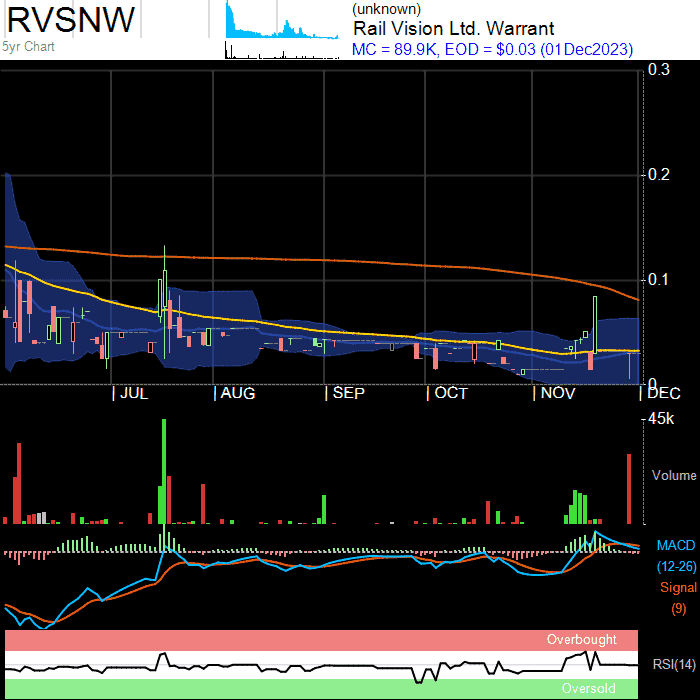 RVSNW
5yr Chart
(unknown)
Rail Vision Ltd. Warrant
MC = 89.9K, EOD = $0.03 (01Dec2023)
0.3
0.2
0.1
0
JUL
AUG
SEP
OCT
NOV
DEC
45k
Volume
MACD
(12-26)
Signal
(9)
Overbought
RSI(14)
Oversold